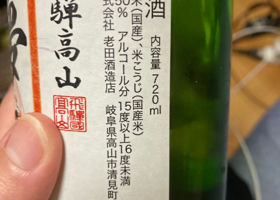 酒
騨高山
米(国産)、米こうじ(国産米)
50% アルコール分 15度以上16度未満
内容量 720ml
式会社 老田酒造店
岐阜県高山市清見町